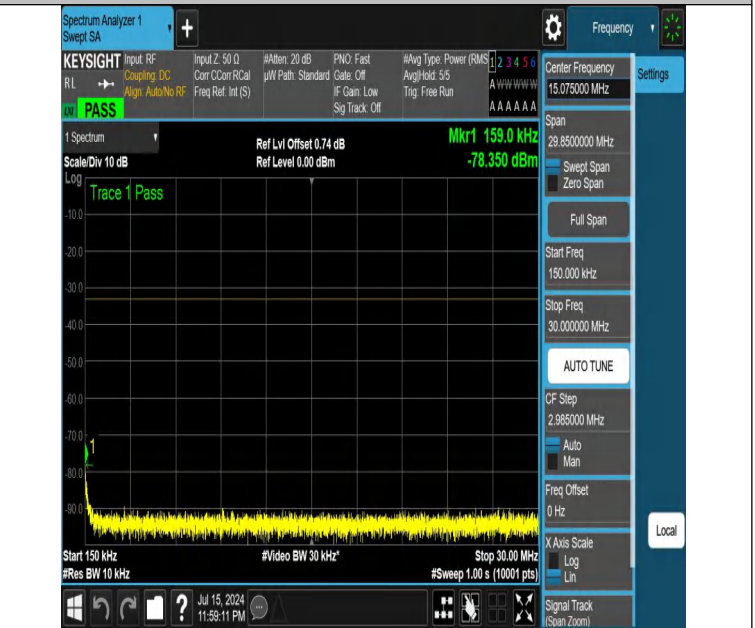 Spectrum Analyzer 1
Swept SA
+
Frequency
KEYSIGHT
RL
PASS
Input: RF
Coupling: DC
Align: Auto/No RF
Input Z: 50 Ω
Corr CCorr RCal
Freq Ref: Int (S)
#Atten: 20 dB
µW Path: Standard
PNO: Fast
Gate: Off
IF Gain: Low
Sig Track: Off
#Avg Type: Power (RMS
Avg|Hold: 5/5
Trig: Free Run
1 2 3 4 5 6
A W W W W W
A A A A A A
1 Spectrum
Scale/Div 10 dB
Ref Lvl Offset 0.74 dB
Ref Level 0.00 dBm
Mkr1 159.0 kHz
-78.350 dBm
Log
Trace 1 Pass
-10.0
-20.0
-30.0
-40.0
-50.0
-60.0
-70.0
1
-80.0
-90.0
Start 150 kHz
#Video BW 30 kHz*
Stop 30.00 MHz
#Res BW 10 kHz
#Sweep 1.00 s (10001 pts)
?
Jul 15, 2024
11:59:11 PM
Center Frequency
15.075000 MHz
Settings
Span
29.8500000 MHz
Swept Span
Zero Span
Full Span
Start Freq
150.000 kHz
Stop Freq
30.000000 MHz
AUTO TUNE
CF Step
2.985000 MHz
Auto
Man
Freq Offset
0 Hz
Local
X Axis Scale
Log
Lin
Signal Track
(Span Zoom)